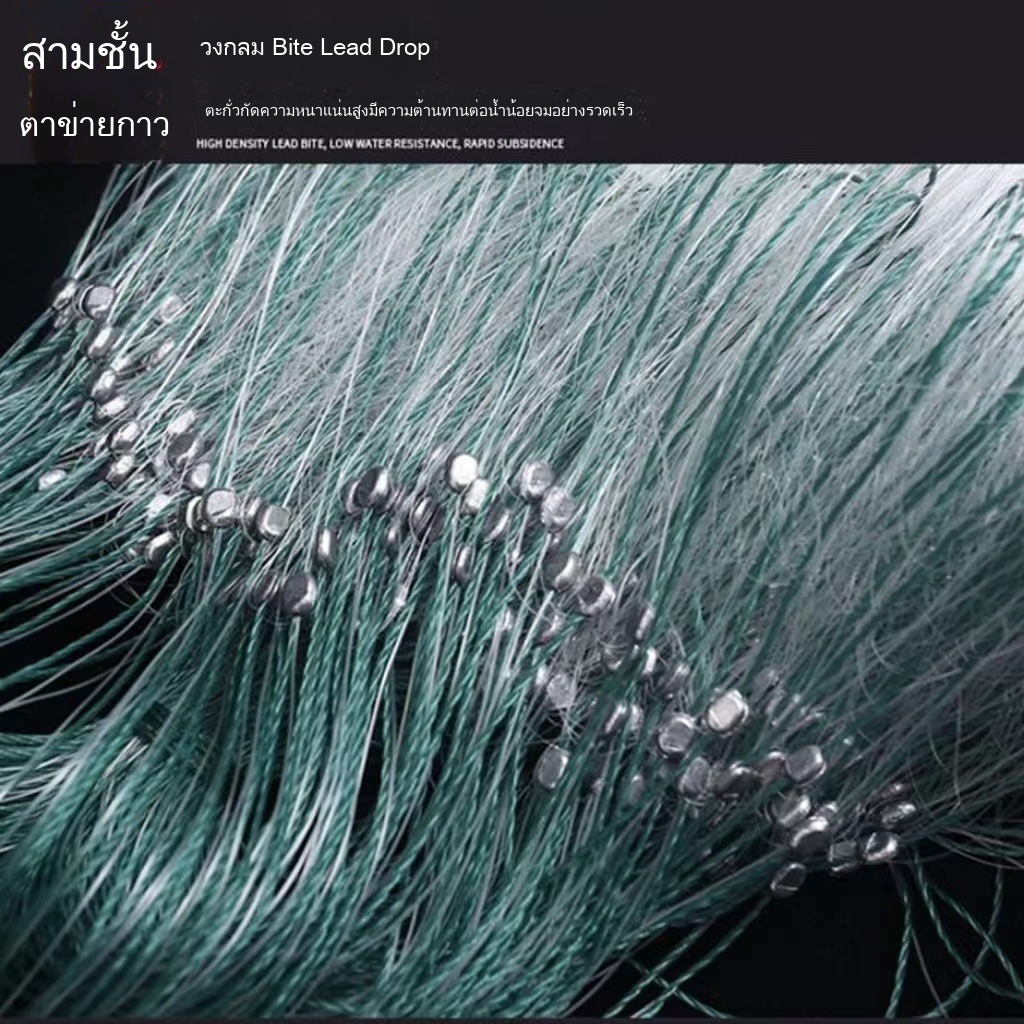 สามชั้น
ตาข่ายกาว
วงกลม Bite Lead Drop
ตะกั่วกัดความหนาแน่นสูงมีความต้านทานต่อน้ำน้อยจมอย่างรวดเร็ว
HIGH DENSITY LEAD BITE, LOW WATER RESISTANCE, RAPID SUBSIDENCE